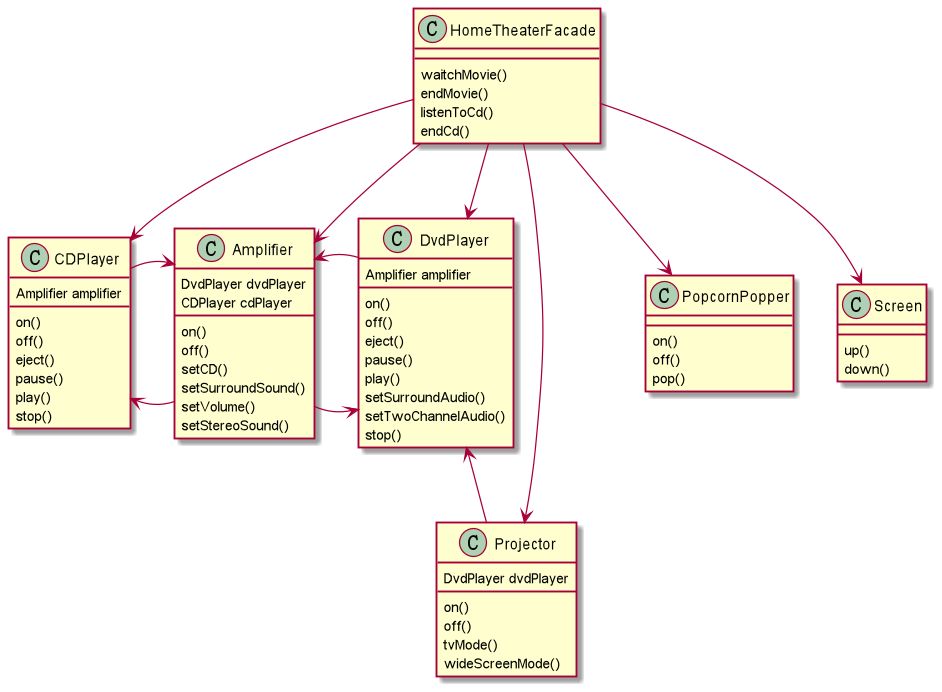 C HomeTheaterFacade
waitchMovie()
endMovie()
listenToCd()
endCd()
C CDPlayer
Amplifier amplifier
on()
off()
eject()
pause()
play()
stop()
C Amplifier
DvdPlayer dvdPlayer
CDPlayer cdPlayer
on()
off()
setCD()
setSurroundSound()
setVolume()
setStereoSound()
C DvdPlayer
Amplifier amplifier
on()
off()
eject()
pause()
play()
setSurroundAudio()
setTwoChannelAudio()
stop()
C PopcornPopper
on()
off()
pop()
C Screen
up()
down()
C Projector
DvdPlayer dvdPlayer
on()
off()
tvMode()
wideScreenMode()